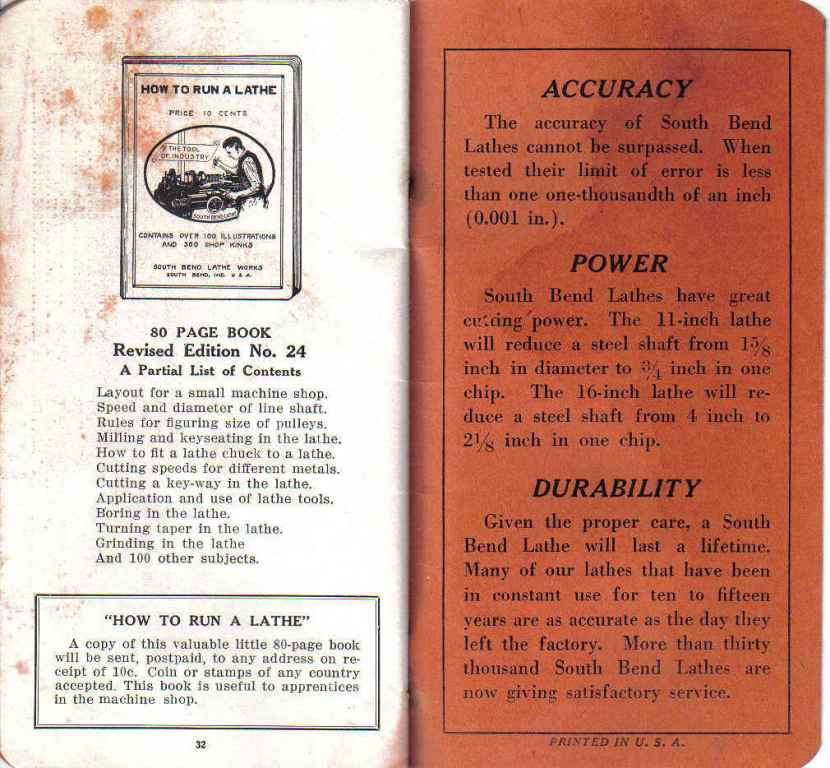 HOW TO RUN A LATHE
PRICE 10 CENTS
THE TOOL
OF INDUSTRY
SOUTH BEND LATHE
CONTAINS OVER 100 ILLUSTRATIONS
AND 300 SHOP KINKS
SOUTH BEND LATHE WORKS
SOUTH BEND, IND. U S A
80 PAGE BOOK
Revised Edition No. 24
A Partial List of Contents
Layout for a small machine shop.
Speed and diameter of line shaft.
Rules for figuring size of pulleys.
Milling and keyseating in the lathe.
How to fit a lathe chuck to a lathe.
Cutting speeds for different metals.
Cutting a key-way in the lathe.
Application and use of lathe tools.
Boring in the lathe.
Turning taper in the lathe.
Grinding in the lathe
And 100 other subjects.
"HOW TO RUN A LATHE"
A copy of this valuable little 80-page book
will be sent, postpaid, to any address on re-
ceipt of 10c. Coin or stamps of any country
accepted. This book is useful to apprentices
in the machine shop.
32
ACCURACY
The accuracy of South Bend
Lathes cannot be surpassed. When
tested their limit of error is less
than one one-thousandth of an inch
(0.001 in.).
POWER
South Bend Lathes have great
cutting power. The 11-inch lathe
will reduce a steel shaft from 1⅝
inch in diameter to ¾ inch in one
chip. The 16-inch lathe will re-
duce a steel shaft from 4 inch to
2⅛ inch in one chip.
DURABILITY
Given the proper care, a South
Bend Lathe will last a lifetime.
Many of our lathes that have been
in constant use for ten to fifteen
years are as accurate as the day they
left the factory. More than thirty
thousand South Bend Lathes are
now giving satisfactory service.
PRINTED IN U. S. A.